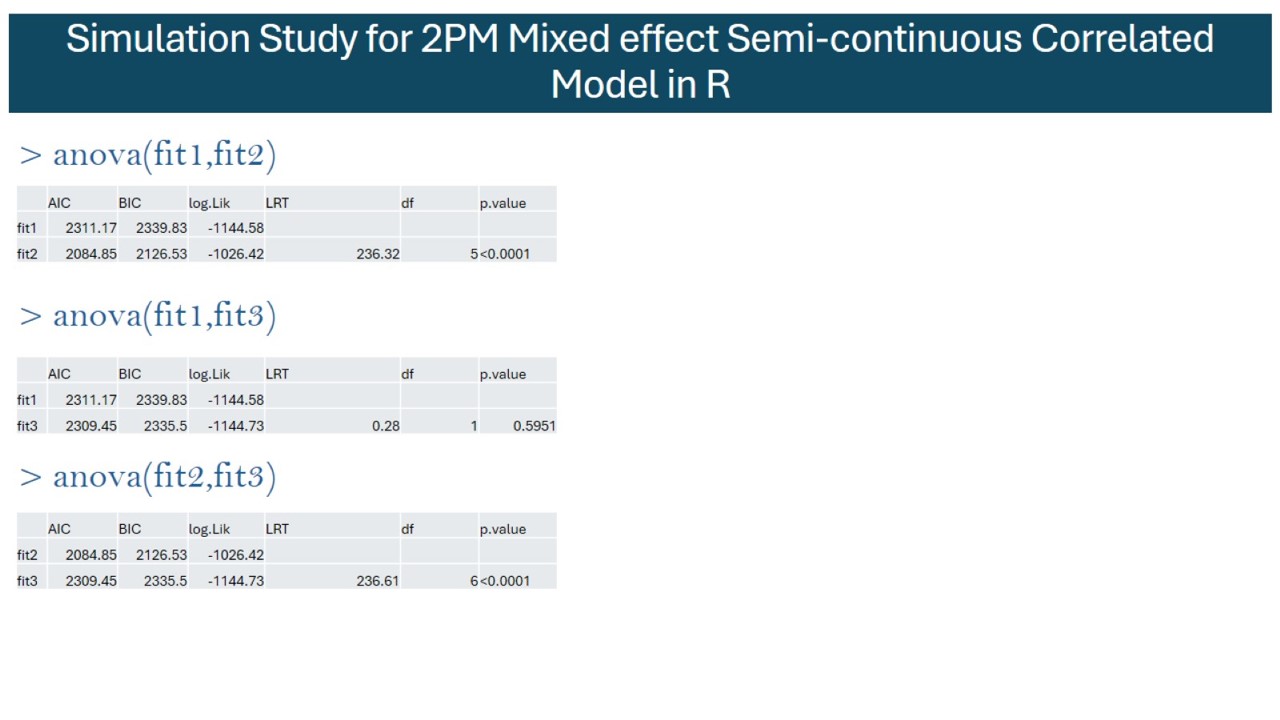 Simulation Study for 2PM Mixed effect Semi-continuous Correlated
Model in R
> anova(fit1,fit2)
AIC BIC log.Lik LRT df p.value
fit1 2311.17 2339.83 -1144.58
fit2 2084.85 2126.53 -1026.42 236.32 5 <0.0001
> anova(fit1,fit3)
AIC BIC log.Lik LRT df p.value
fit1 2311.17 2339.83 -1144.58
fit3 2309.45 2335.5 -1144.73 0.28 1 0.5951
> anova(fit2,fit3)
AIC BIC log.Lik LRT df p.value
fit2 2084.85 2126.53 -1026.42
fit3 2309.45 2335.5 -1144.73 236.61 6 <0.0001